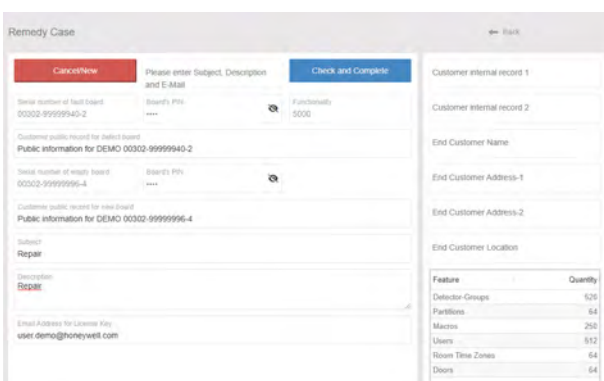 Remedy Case
Back
Cancel/New
Please enter Subject, Description
and E-Mail
Check and Complete
Serial number of fault board
00302-99999940-2
Board's PIN
····
Functionality
5000
Customer public record for defect board
Public information for DEMO 00302-99999940-2
Serial number of empty board
00302-99999996-4
Board's PIN
····
Customer public record for new board
Public information for DEMO 00302-99999996-4
Subject
Repair
Description
Repair
Email Address for License Key
user.demo@honeywell.com
Customer internal record 1
Customer internal record 2
End Customer Name
End Customer Address-1
End Customer Address-2
End Customer Location
Feature Quantity
Detector-Groups 528
Partitions 64
Macros 250
Users 512
Room Time Zones 64
Doors 64